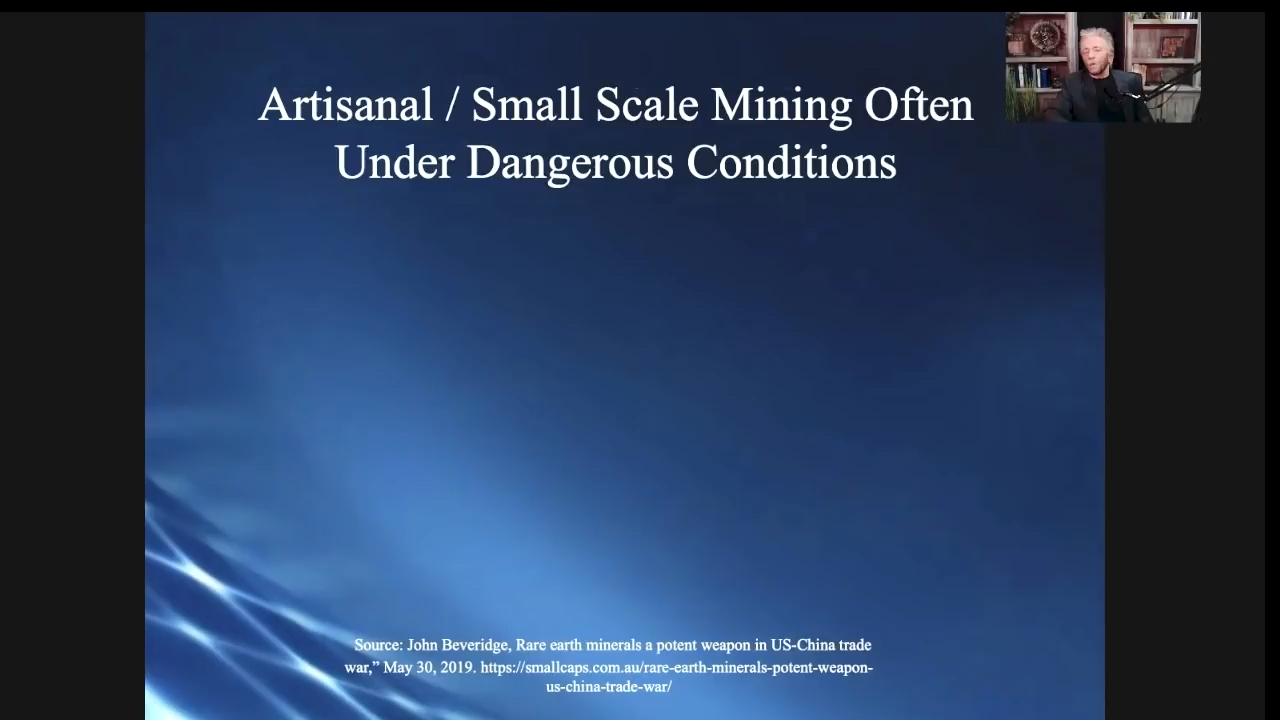 Artisanal / Small Scale Mining Often
Under Dangerous Conditions
Source: John Beveridge, Rare earth minerals a potent weapon in US-China trade
war,” May 30, 2019. https://smallcaps.com.au/rare-earth-minerals-potent-weapon-
us-china-trade-war/